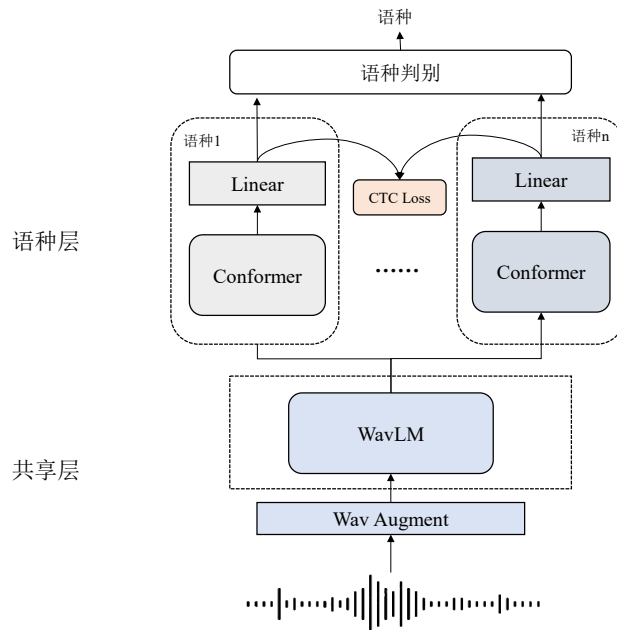 语种
语种判别
语种1
语种n
Linear
Linear
CTC Loss
语种层
Conformer
......
Conformer
WavLM
共享层
Wav Augment